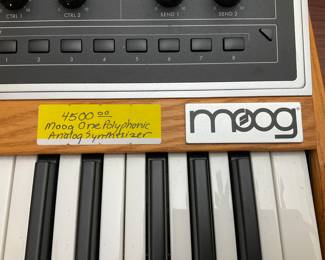 CTRL 1 CTRL 2 SEND 1 SEND 2
1 2 3 4 5 6 7 8
4500 00
Moog One Polyphonic
Analog Synthesizer
moog